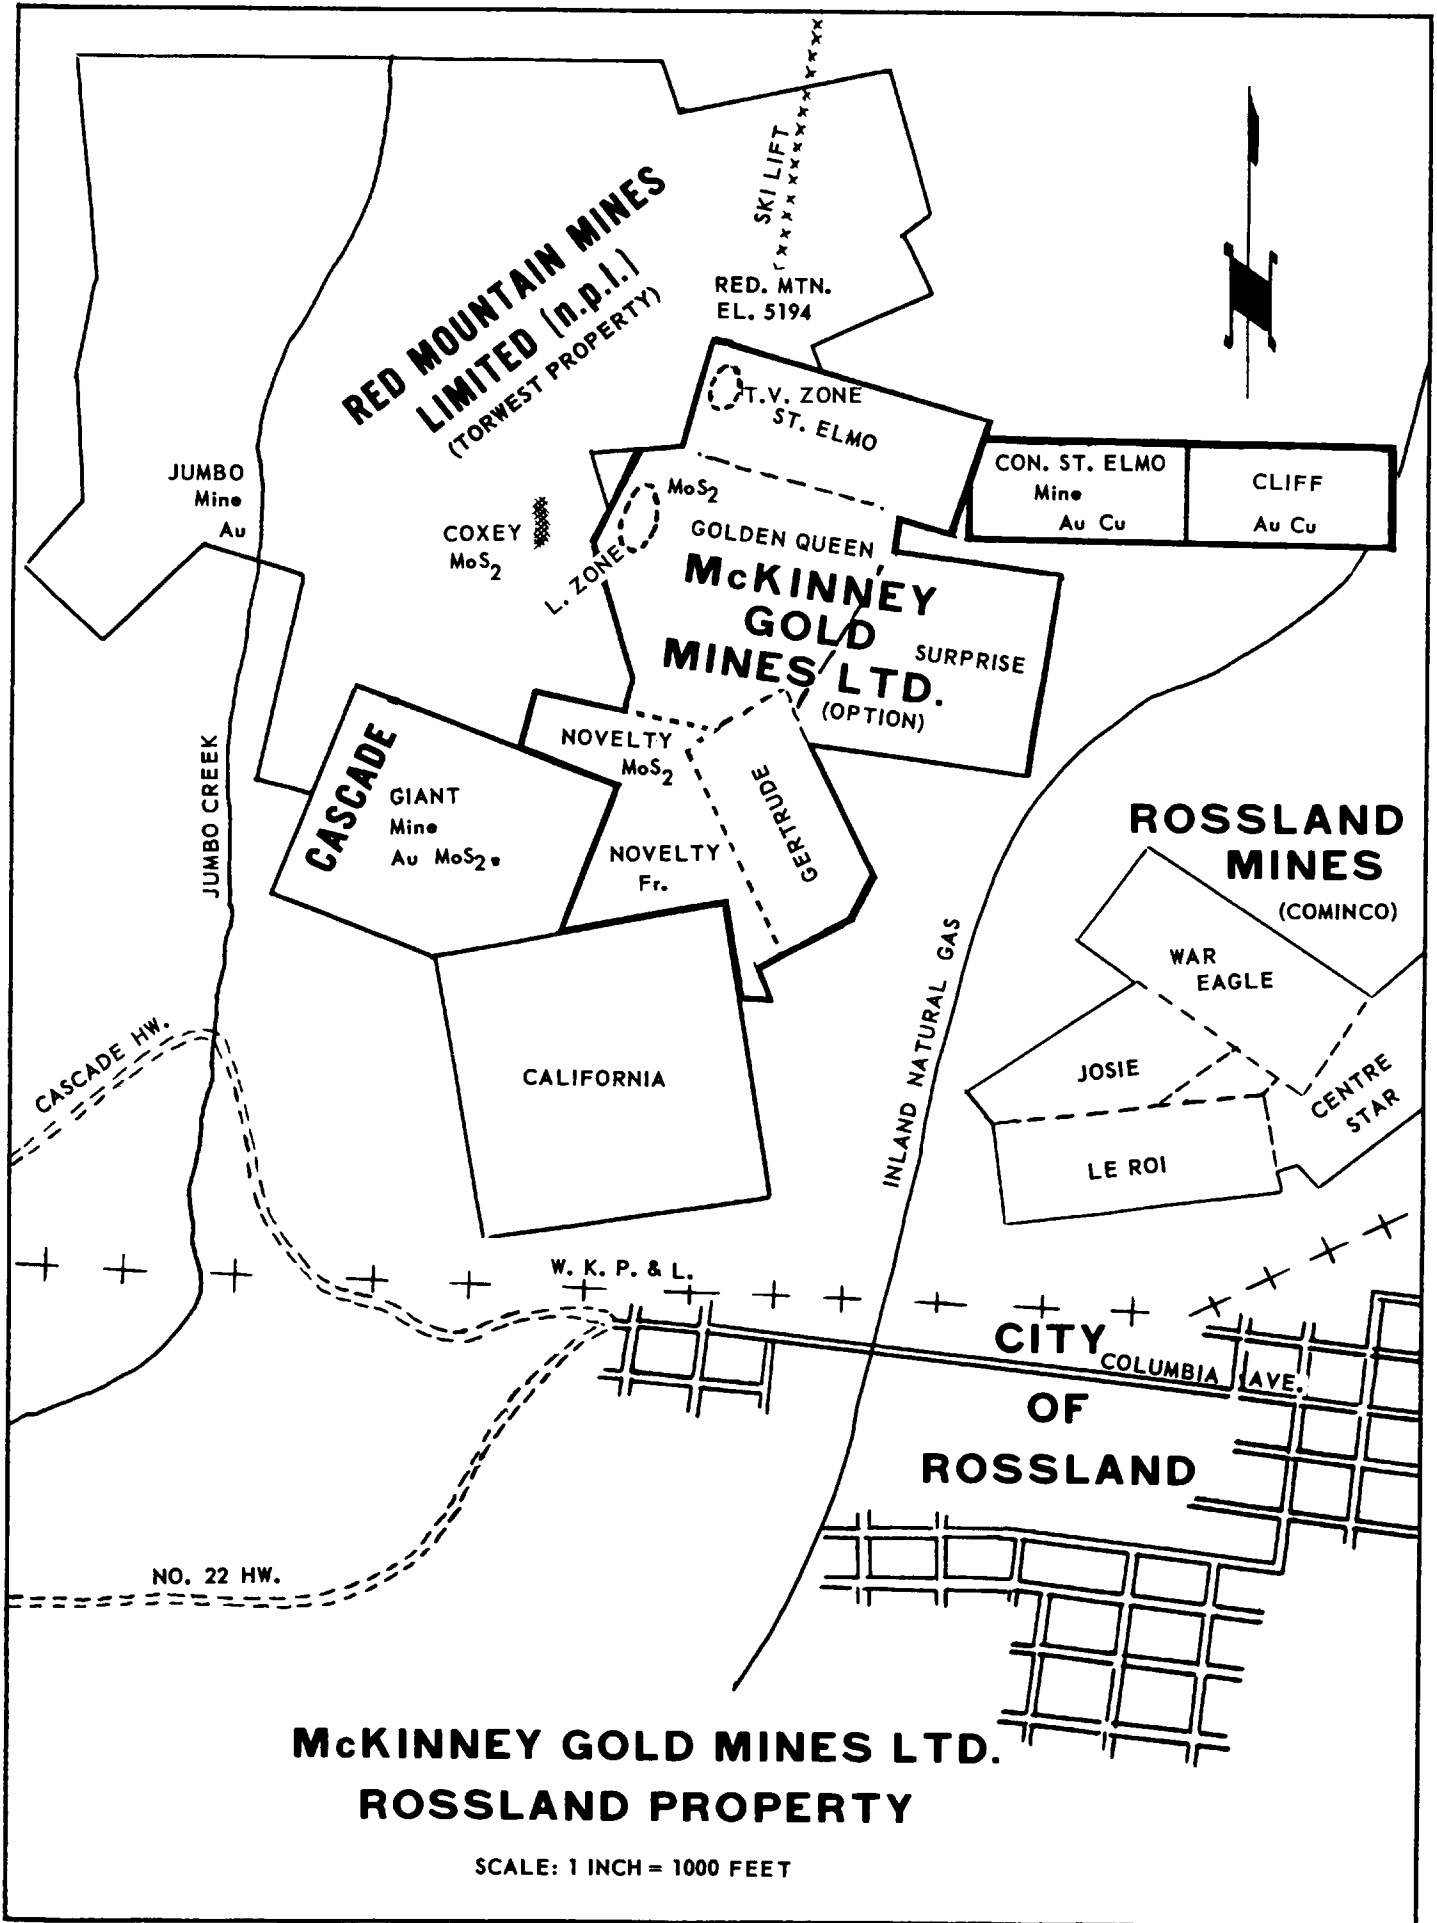 SKI LIFT
RED MOUNTAIN MINES
LIMITED (n.p.l.)
(TORWEST PROPERTY)
RED. MTN.
EL. 5194
T.V. ZONE
ST. ELMO
JUMBO
Mine
Au
COXEY
MoS2
L. ZONE
MoS2
GOLDEN QUEEN
CON. ST. ELMO
Mine
Au Cu
CLIFF
Au Cu
McKINNEY
GOLD
MINES LTD.
(OPTION)
SURPRISE
NOVELTY
MoS2
GERTRUDE
CASCADE
GIANT
Mine
Au MoS2
NOVELTY
Fr.
JUMBO CREEK
ROSSLAND
MINES
(COMINCO)
WAR
EAGLE
JOSIE
CENTRE
STAR
LE ROI
CALIFORNIA
INLAND NATURAL GAS
CASCADE HW.
W. K. P. & L.
CITY
OF
ROSSLAND
COLUMBIA AVE.
NO. 22 HW.
McKINNEY GOLD MINES LTD.
ROSSLAND PROPERTY
SCALE: 1 INCH = 1000 FEET